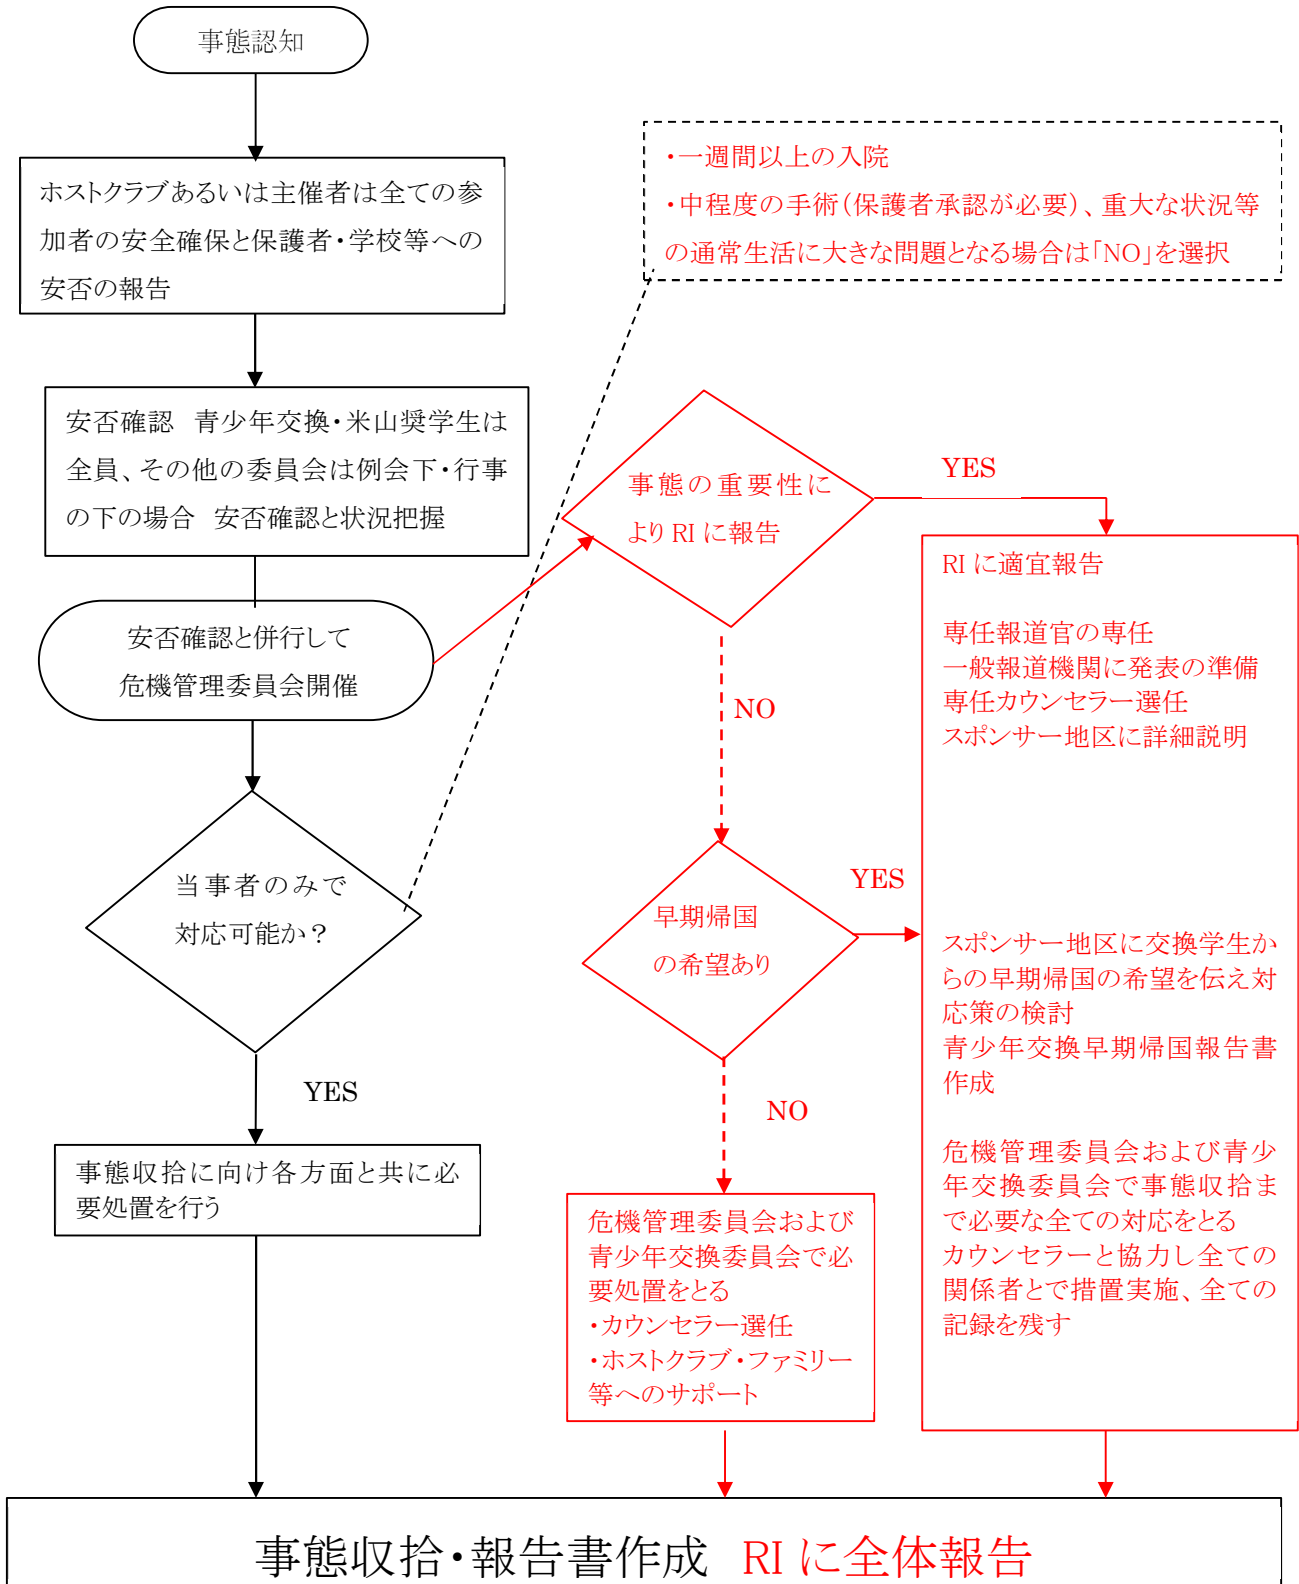 事態認知
ホストクラブあるいは主催者は全ての参
加者の安全確保と保護者・学校等への
安否の報告
・一週間以上の入院
・中程度の手術(保護者承認が必要)、重大な状況等
の通常生活に大きな問題となる場合は「NO」を選択
安否確認　青少年交換・米山奨学生は
全員、その他の委員会は例会下・行事
の下の場合　安否確認と状況把握
安否確認と併行して
危機管理委員会開催
当事者のみで
対応可能か？
YES
事態収拾に向け各方面と共に必
要処置を行う
事態の重要性に
より RI に報告
YES
NO
早期帰国
の希望あり
YES
NO
危機管理委員会および
青少年交換委員会で必
要処置をとる
・カウンセラー選任
・ホストクラブ・ファミリー
等へのサポート
RI に適宜報告
専任報道官の専任
一般報道機関に発表の準備
専任カウンセラー選任
スポンサー地区に詳細説明
スポンサー地区に交換学生か
らの早期帰国の希望を伝え対
応策の検討
青少年交換早期帰国報告書
作成
危機管理委員会および青少
年交換委員会で事態収拾ま
で必要な全ての対応をとる
カウンセラーと協力し全ての
関係者とで措置実施、全ての
記録を残す
事態収拾・報告書作成　RI に全体報告